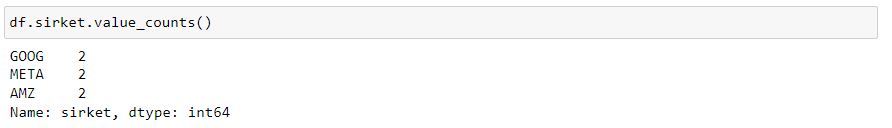 df.sirket.value_counts()
GOOG    2
META    2
AMZ     2
Name: sirket, dtype: int64